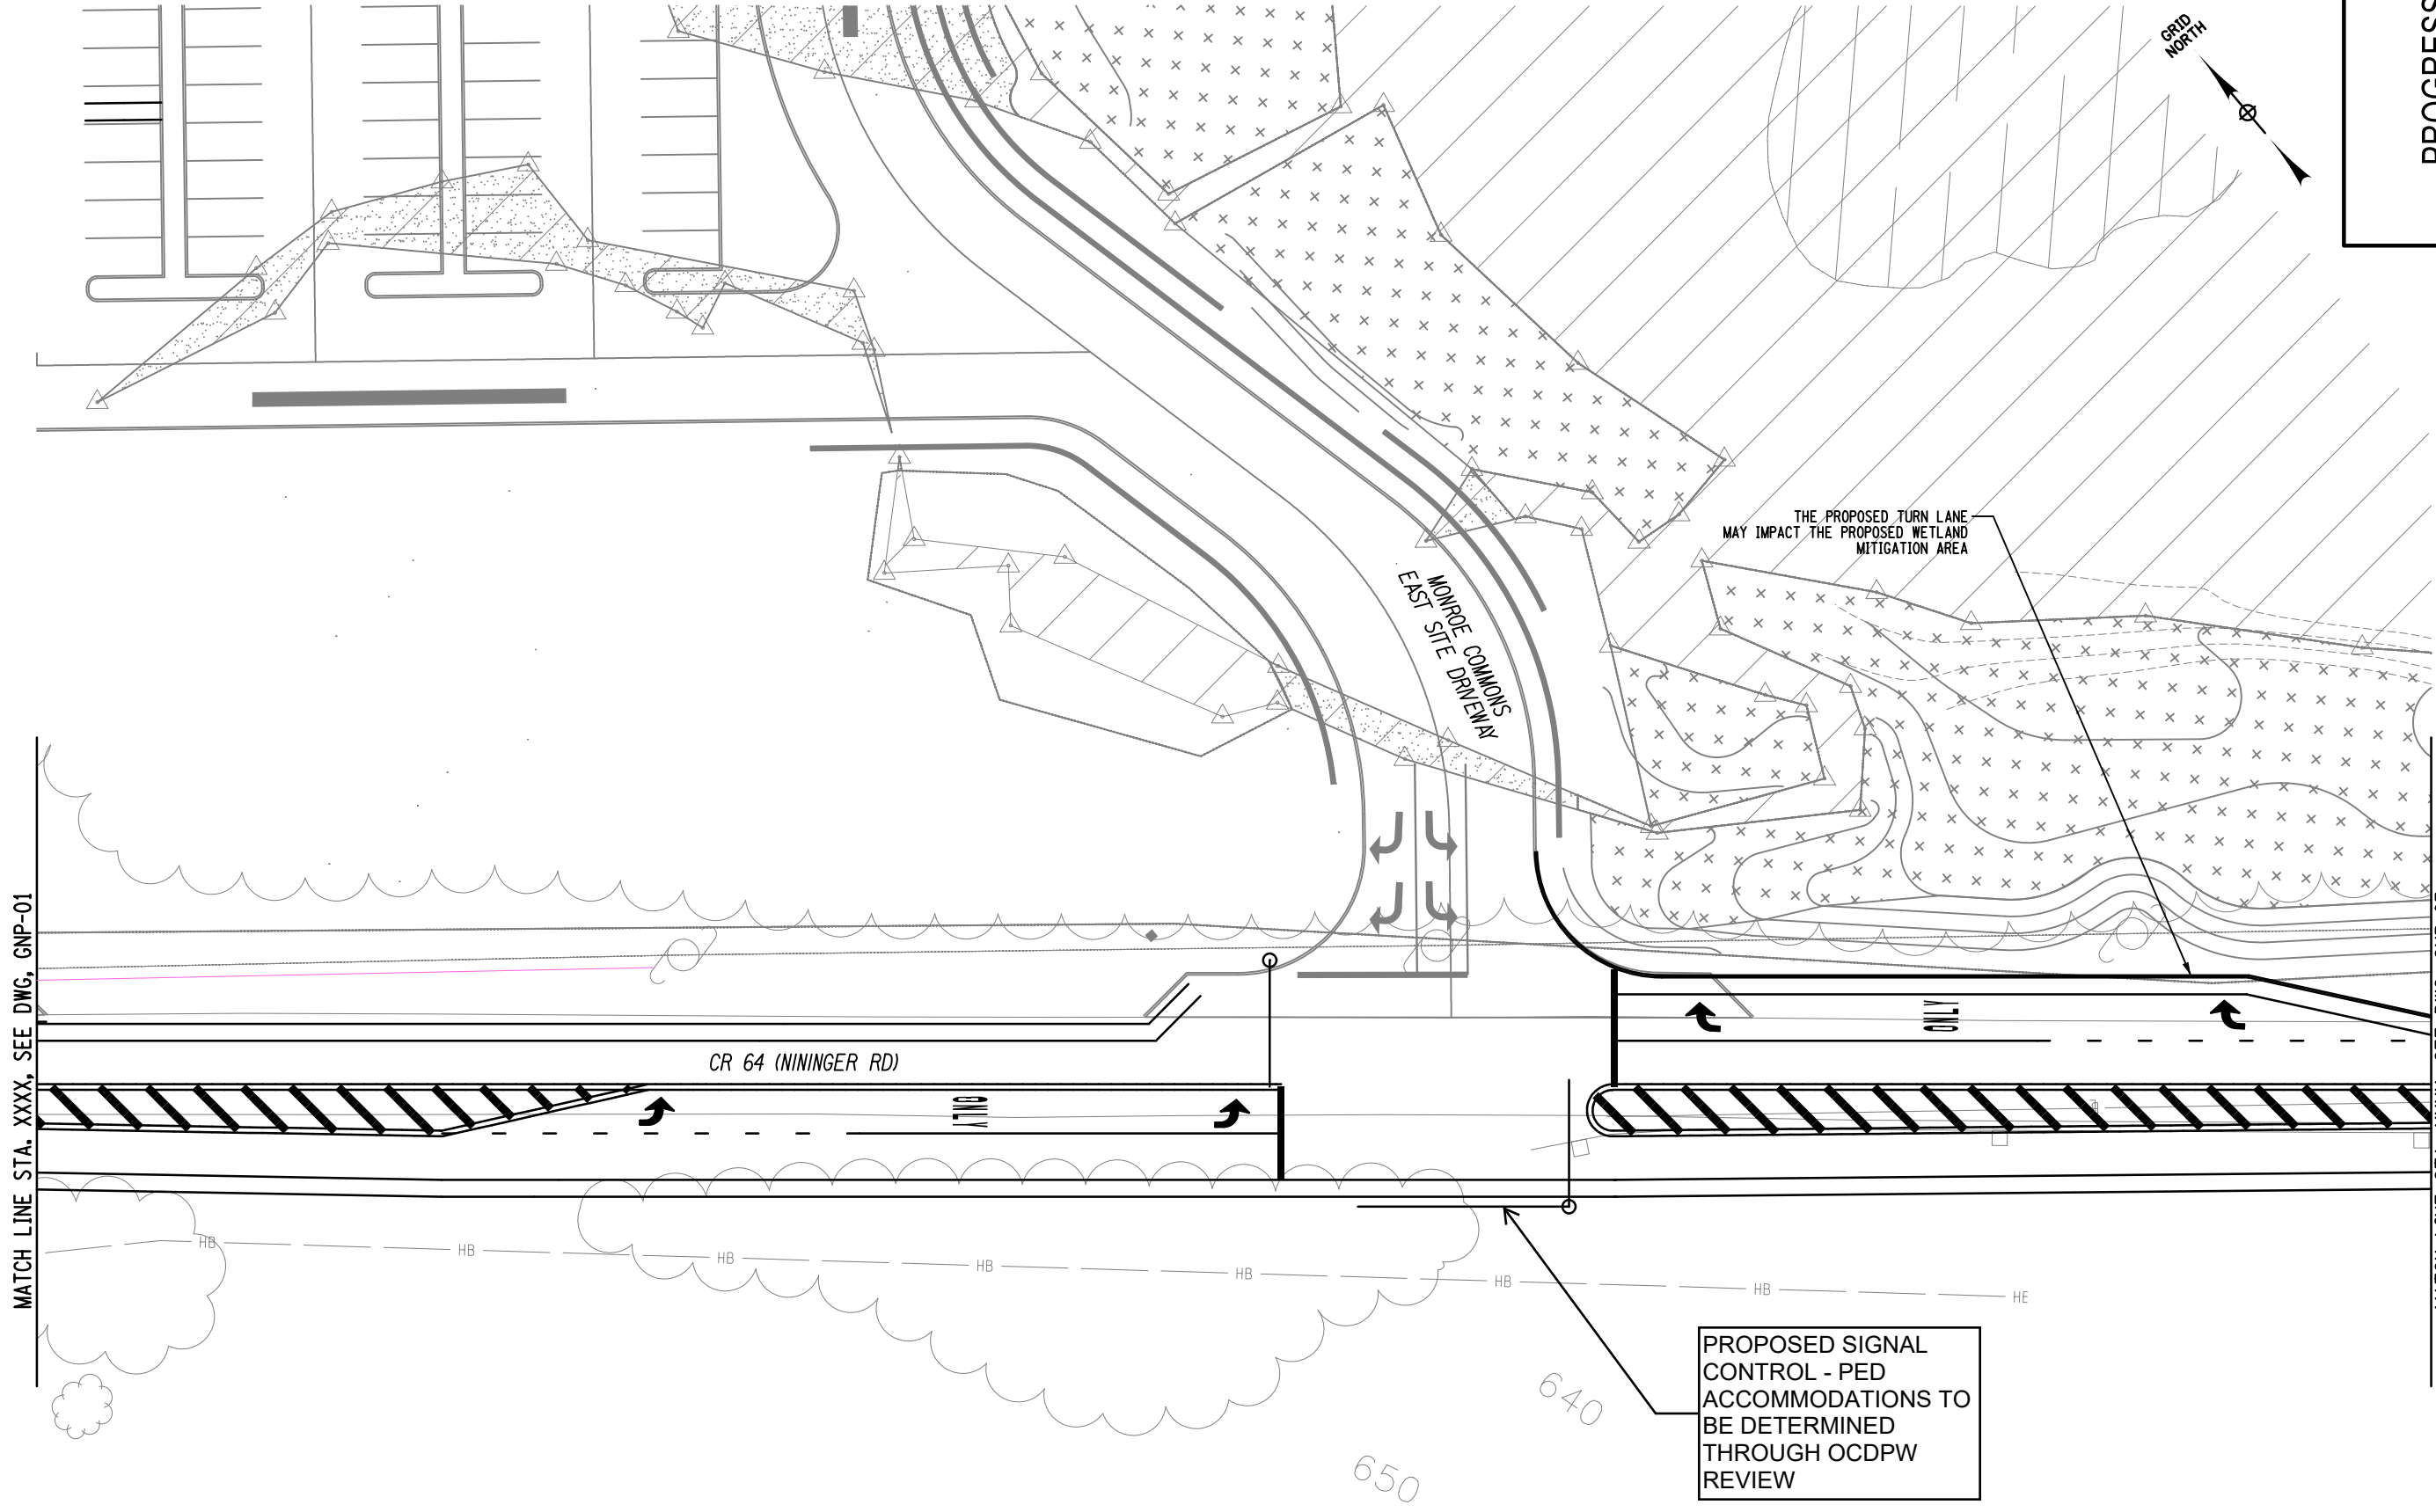 GRID
NORTH
PROGRESS
THE PROPOSED TURN LANE
MAY IMPACT THE PROPOSED WETLAND
MITIGATION AREA
MONROE COMMONS
EAST SITE DRIVEWAY
MATCH LINE STA. XXXX, SEE DWG, GNP-01
CR 64 (NININGER RD)
ONLY
ONLY
HB
HB
HB
HB
HB
HB
HB
HE
PROPOSED SIGNAL
CONTROL - PED
ACCOMMODATIONS TO
BE DETERMINED
THROUGH OCDPW
REVIEW
640
650